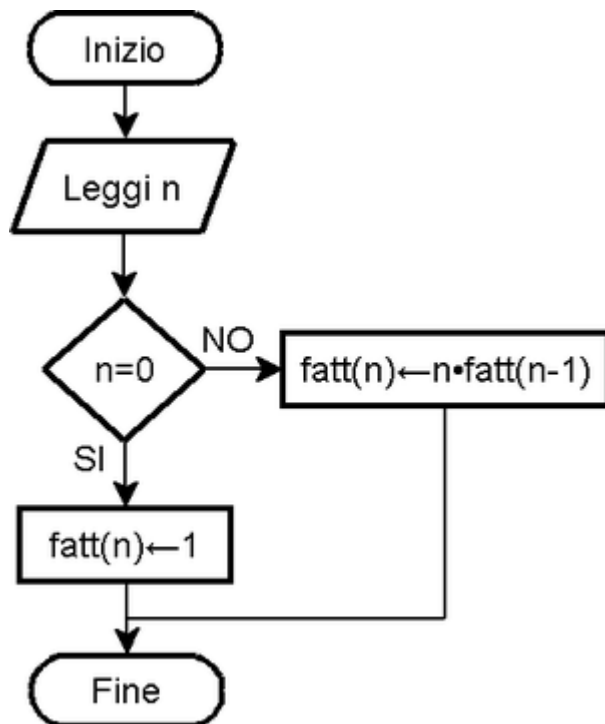 Inizio
Leggi n
n=0
NO
fatt(n)←n•fatt(n-1)
SI
fatt(n)←1
Fine